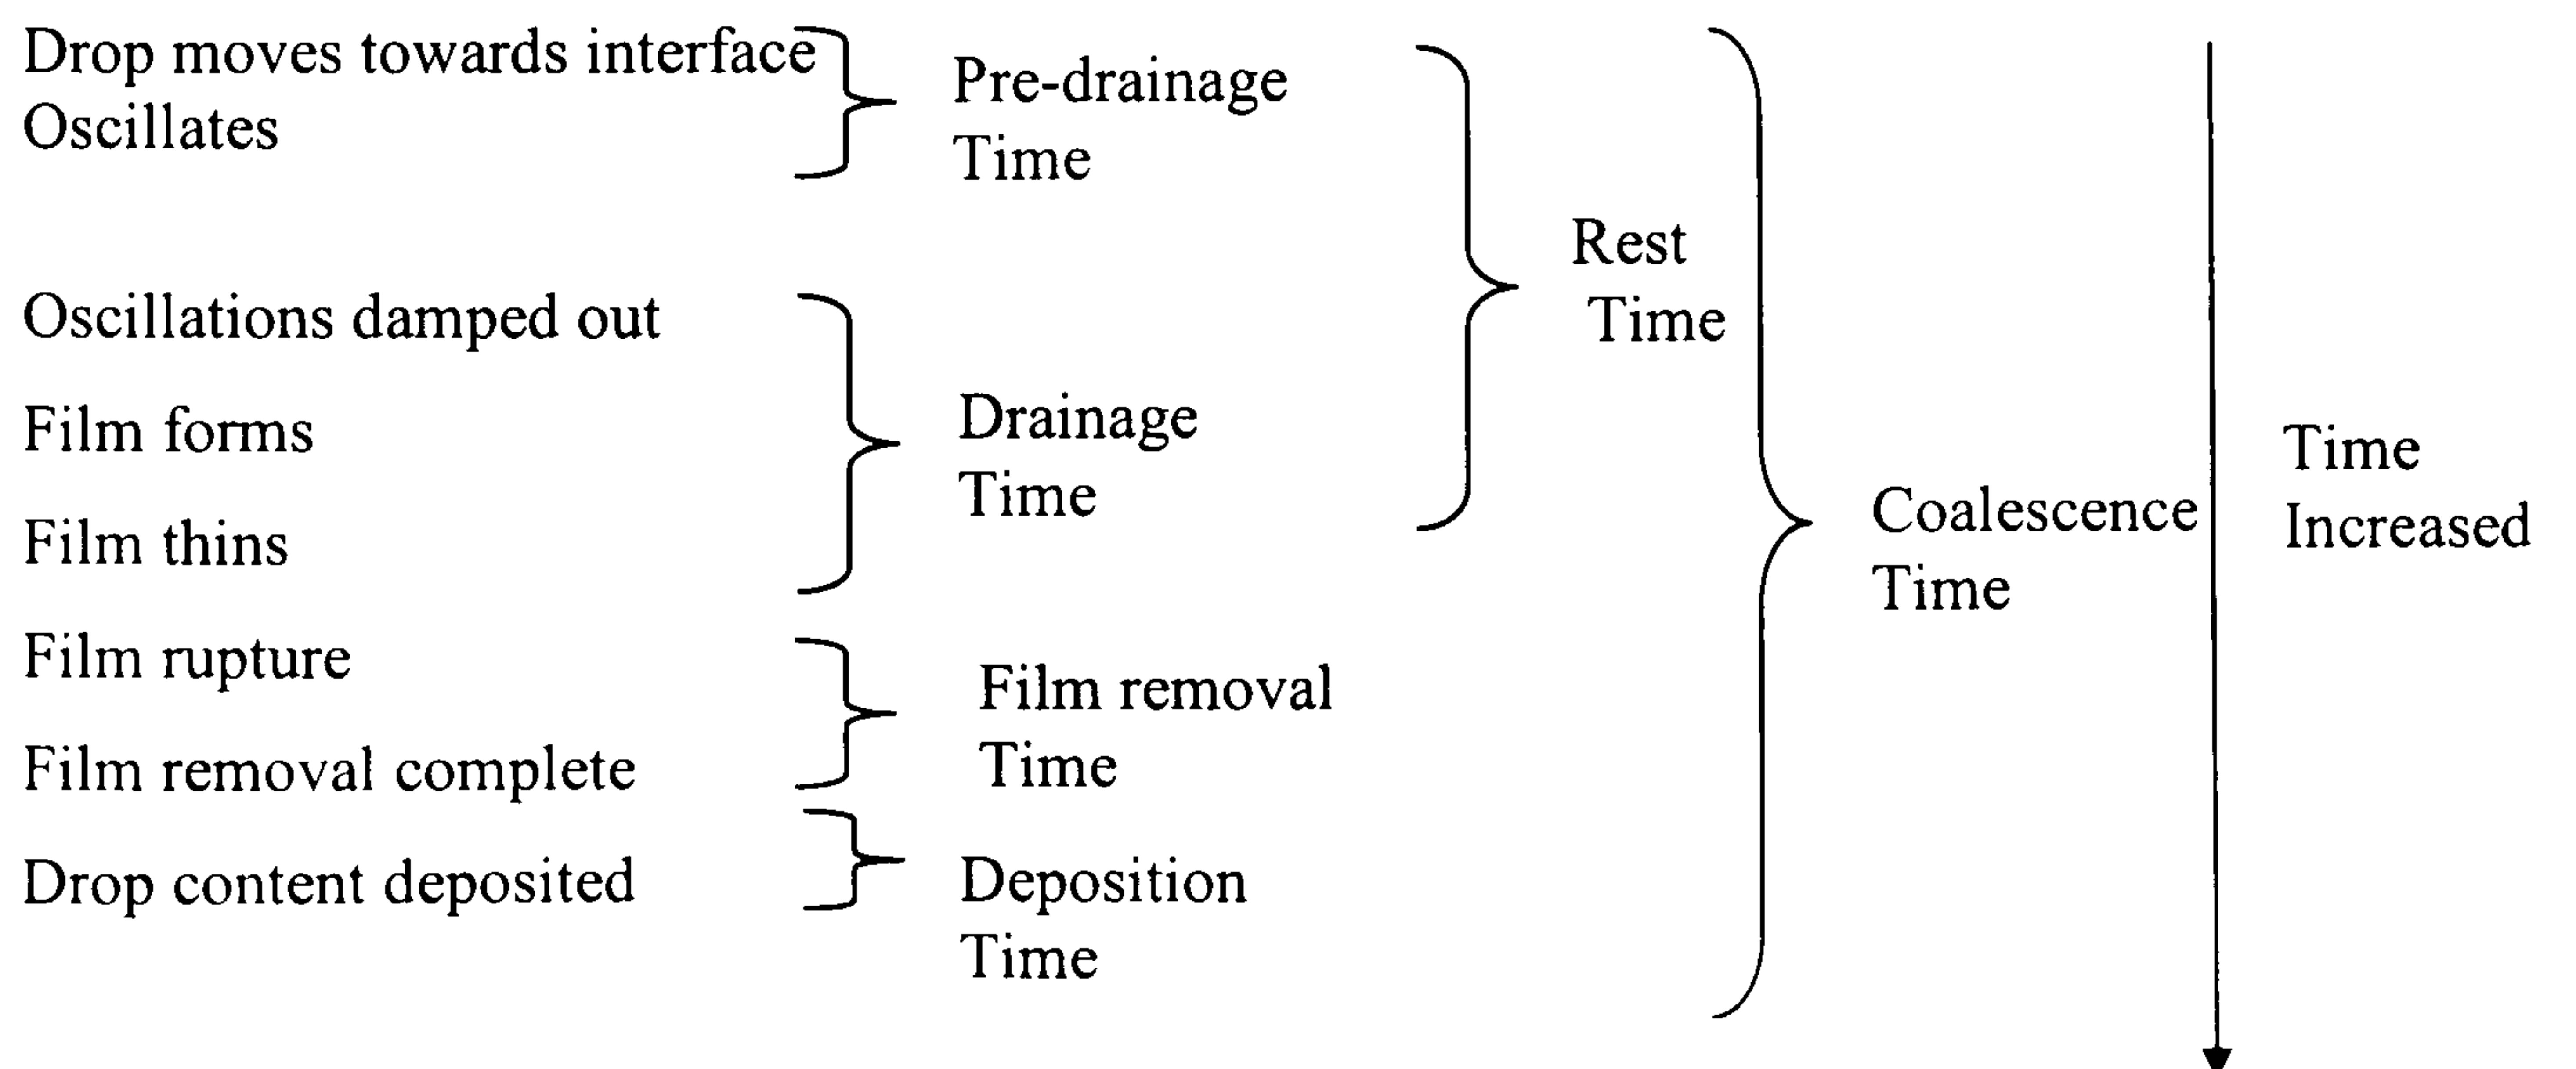 Drop moves towards interface
Oscillates
Pre-drainage
Time
Oscillations damped out
Film forms
Film thins
Drainage
Time
Rest
Time
Film rupture
Film removal complete
Film removal
Time
Drop content deposited
Deposition
Time
Coalescence
Time
Time
Increased